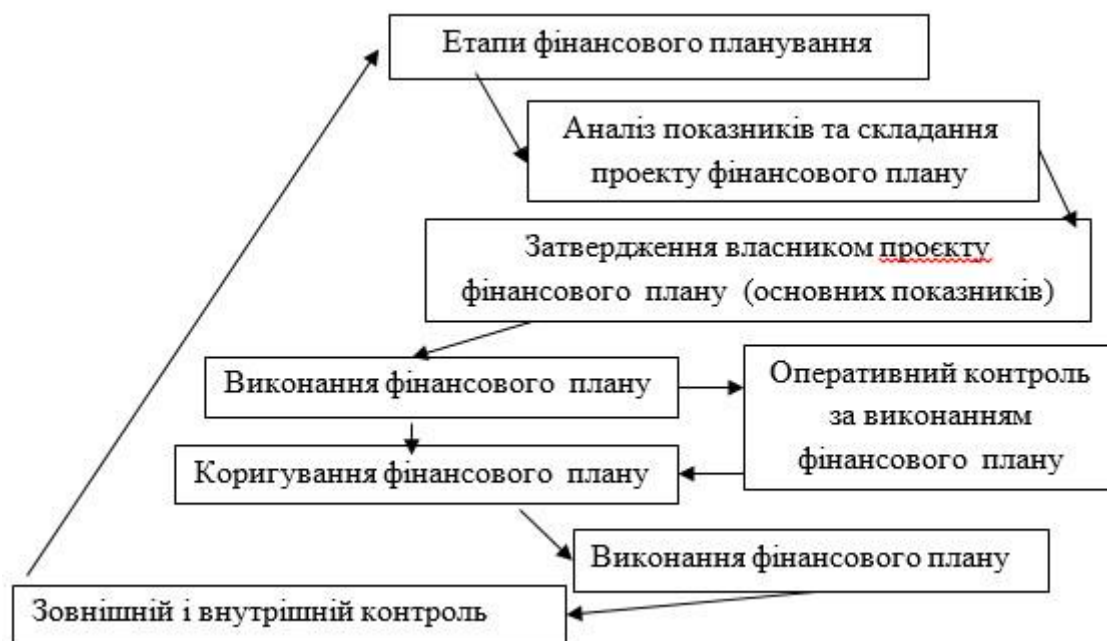 Етапи фінансового планування
Аналіз показників та складання
проекту фінансового плану
Затвердження власником проєкту
фінансового плану (основних показників)
Виконання фінансового плану
Оперативний контроль
за виконанням
фінансового плану
Коригування фінансового плану
Виконання фінансового плану
Зовнішній і внутрішній контроль